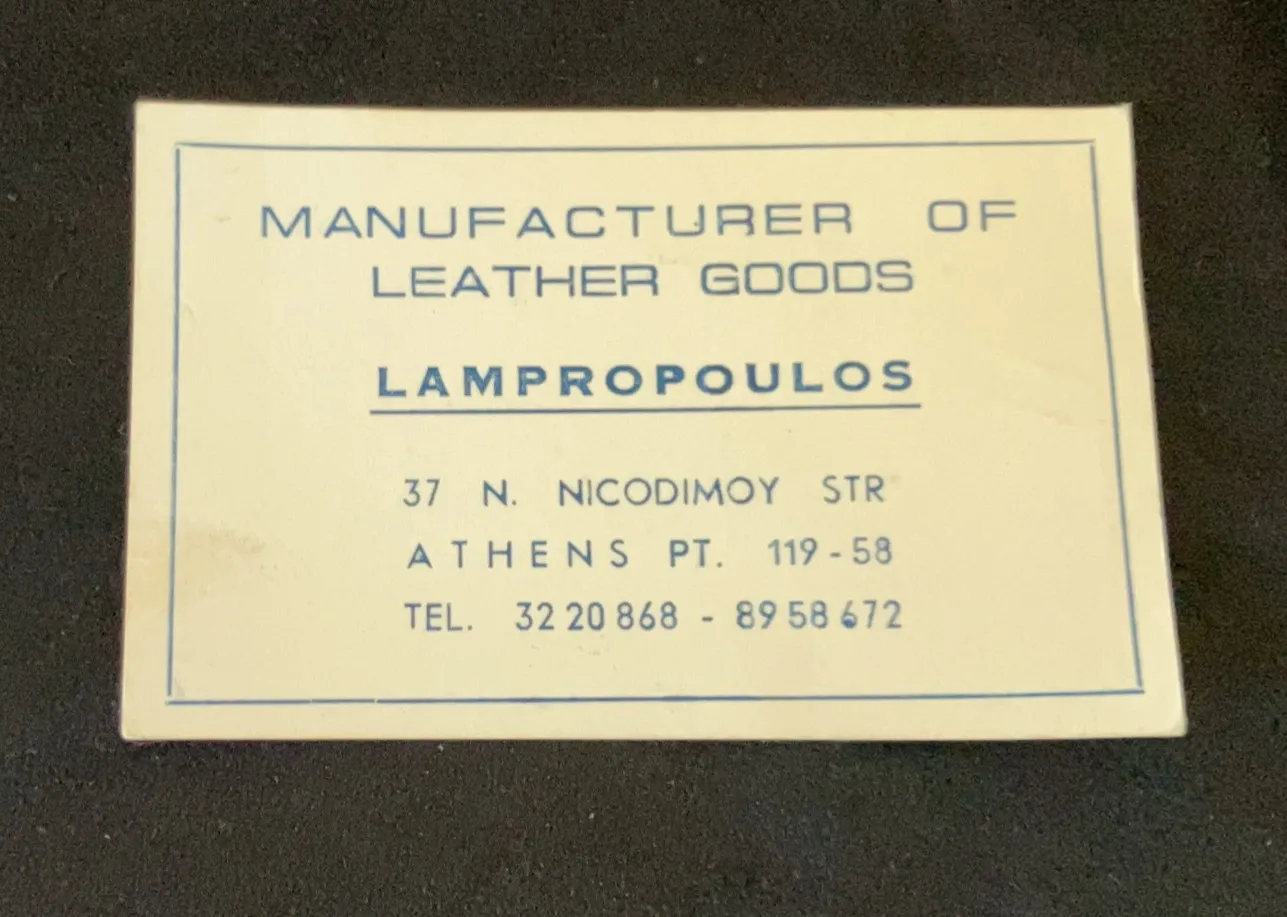 MANUFACTURER OF
LEATHER GOODS
LAMPROPOULOS
37 N. NICODIMOY STR
ATHENS PT. 119-58
TEL. 32 20 868 - 89 58 672